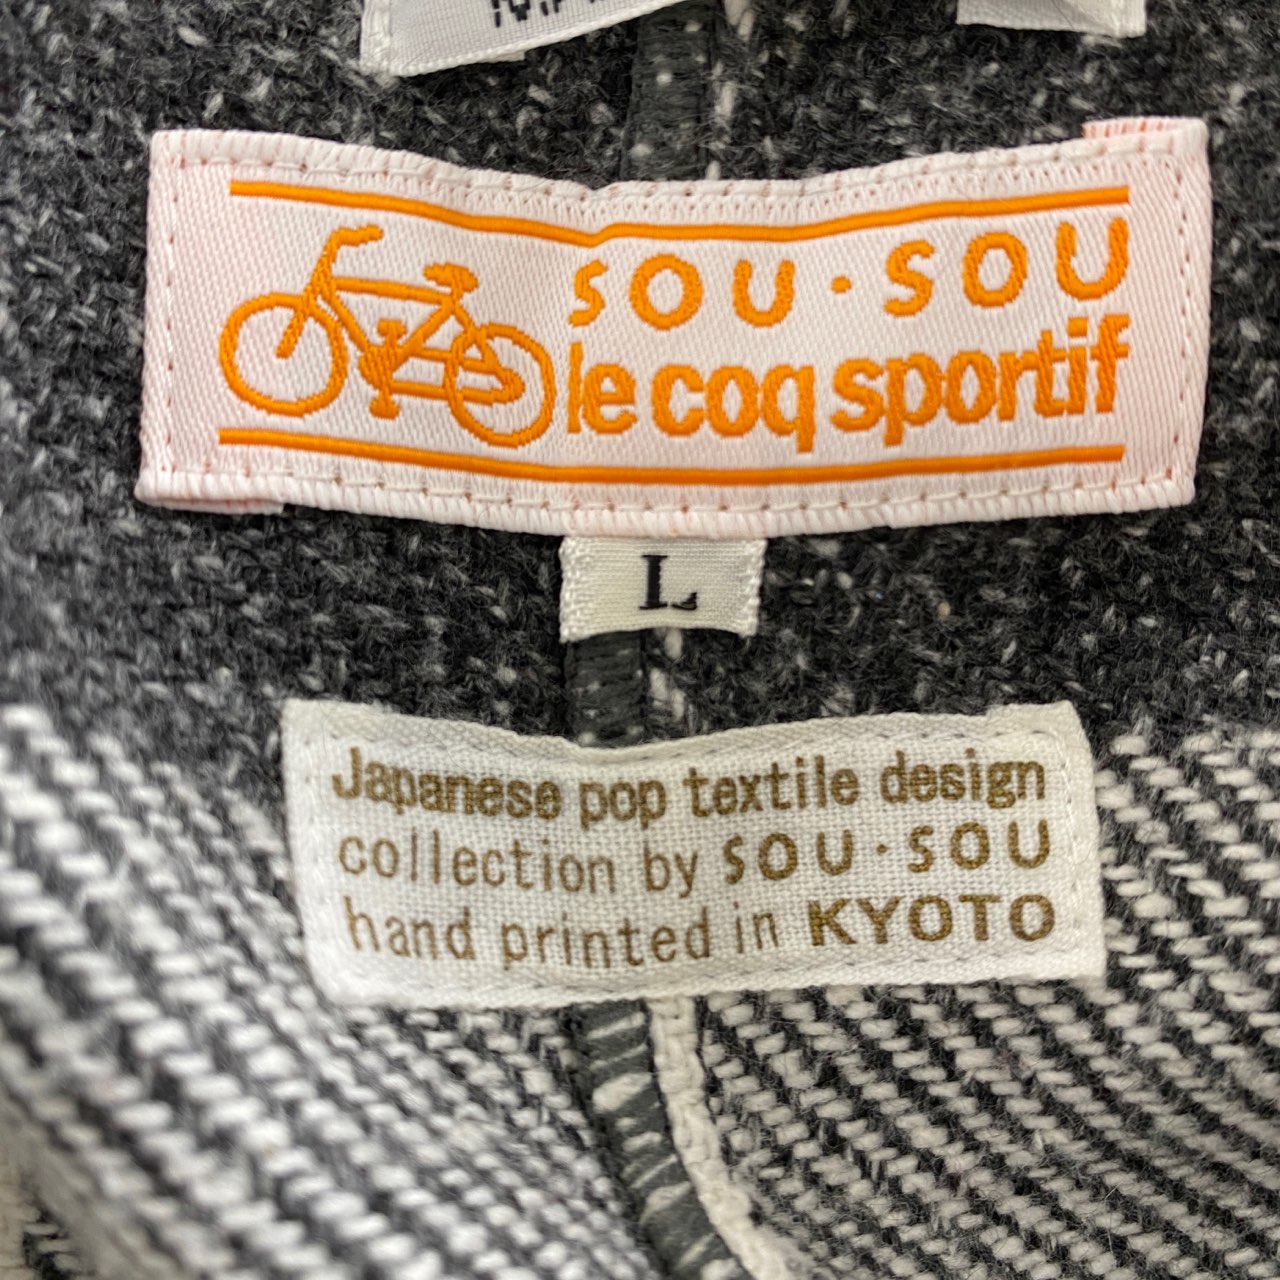 SOU・SOU
le coq sportif
L
Japanese pop textile design
collection by SOU・SOU
hand printed in KYOTO